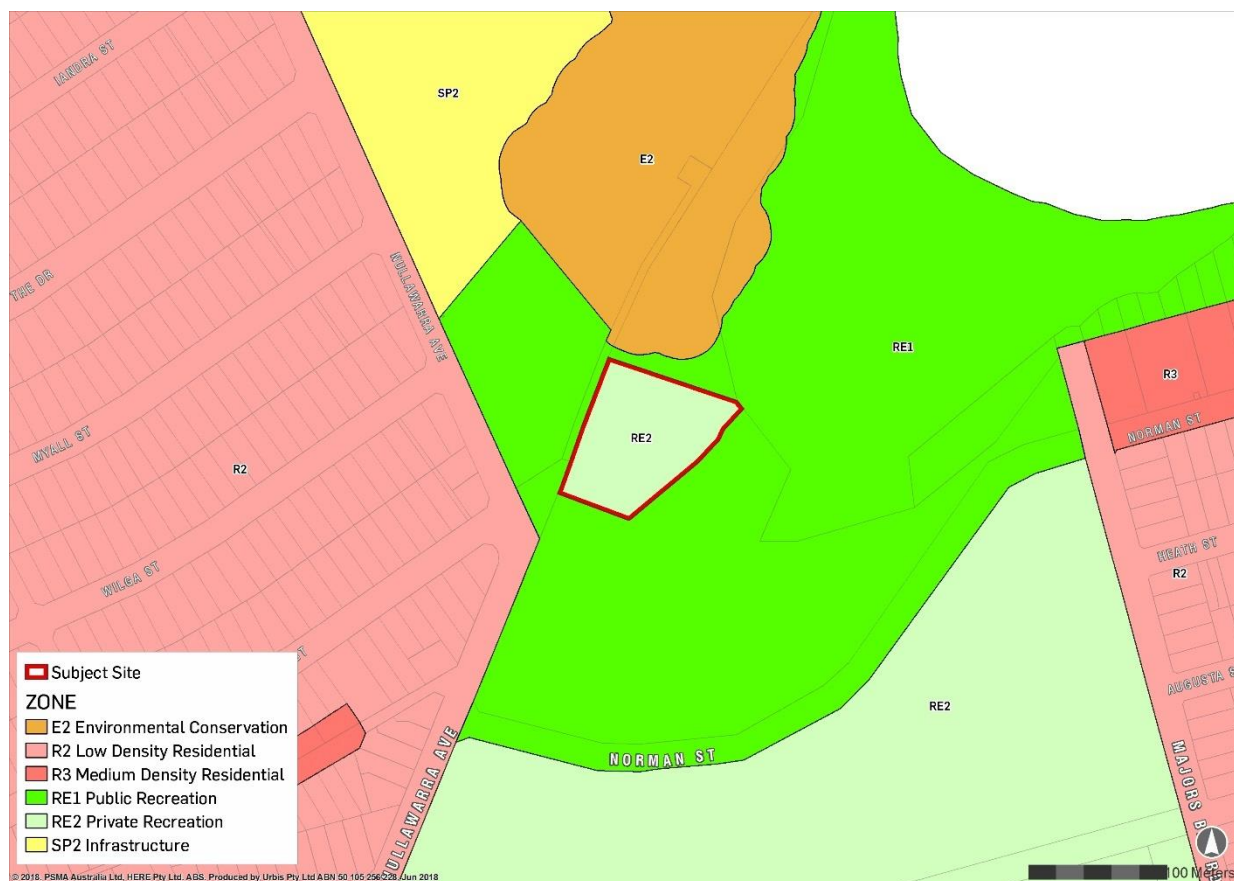 IANDRA ST
SP2
E2
THE DR
NULLAWARRA AVE
RE1
R3
NORMAN ST
MYALL ST
R2
RE2
WILGA ST
HEATH ST
R2
ST
AUGUSTA S
RE2
NORMAN ST
NULLAWARRA AVE
MAJORS B
Subject Site
ZONE
E2 Environmental Conservation
R2 Low Density Residential
R3 Medium Density Residential
RE1 Public Recreation
RE2 Private Recreation
SP2 Infrastructure
100 Meters
© 2018. PSMA Australia Ltd, HERE Pty Ltd. ABS. Produced by Urbis Pty Ltd ABN 50 105 256 228, Jun 2018